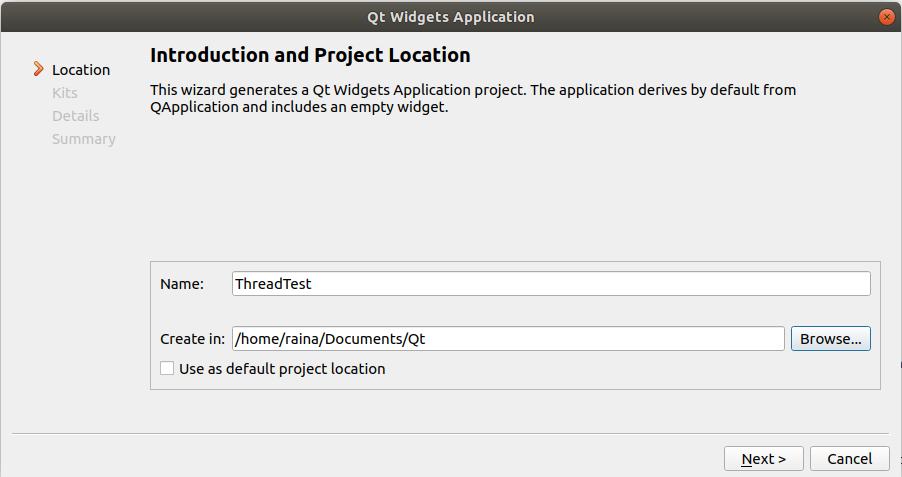 Qt Widgets Application
Location
Kits
Details
Summary
Introduction and Project Location
This wizard generates a Qt Widgets Application project. The application derives by default from
QApplication and includes an empty widget.
Name: ThreadTest
Create in: /home/raina/Documents/Qt Browse...
Use as default project location
Next > Cancel